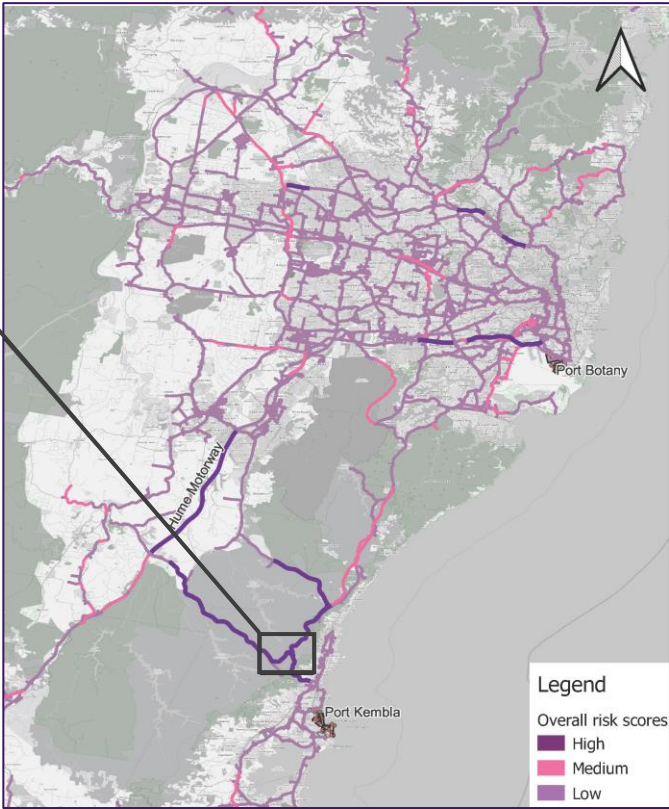 Port Botany
Hume Motorway
Port Kembla
Legend
Overall risk scores
High
Medium
Low